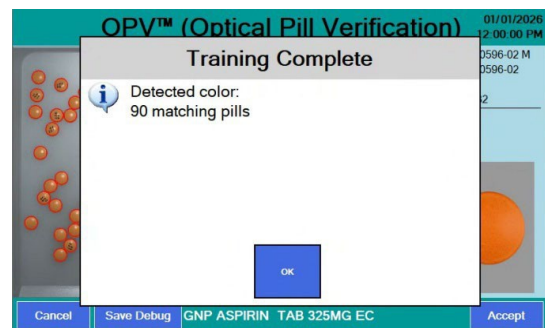 OPV™ (Optical Pill Verification)
01/01/2026
12:00:00 PM
Training Complete
0596-02 M
0596-02
Detected color:
90 matching pills
OK
Cancel
Save Debug
GNP ASPIRIN TAB 325MG EC
Accept